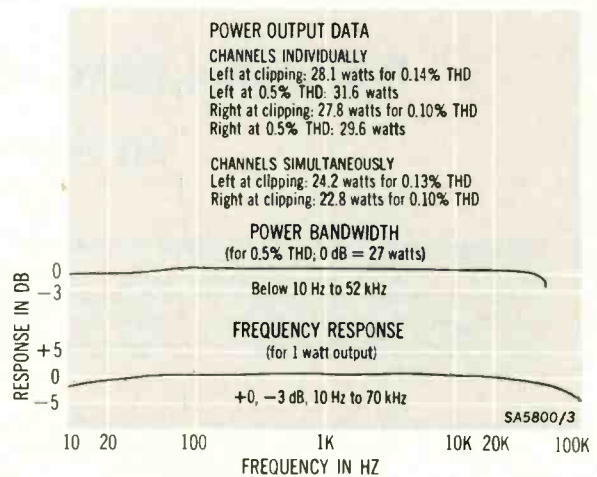 POWER OUTPUT DATA
CHANNELS INDIVIDUALLY
Left at clipping: 28.1 watts for 0.14% THD
Left at 0.5% THD: 31.6 watts
Right at clipping: 27.8 watts for 0.10% THD
Right at 0.5% THD: 29.6 watts
CHANNELS SIMULTANEOUSLY
Left at clipping: 24.2 watts for 0.13% THD
Right at clipping: 22.8 watts for 0.10% THD
POWER BANDWIDTH
(for 0.5% THD; 0 dB = 27 watts)
0
−3
Below 10 Hz to 52 kHz
RESPONSE IN DB
FREQUENCY RESPONSE
(for 1 watt output)
+5
0
−5
+0, −3 dB, 10 Hz to 70 kHz
SA5800/3
10 20 100 1K 10K 20K 100K
FREQUENCY IN HZ